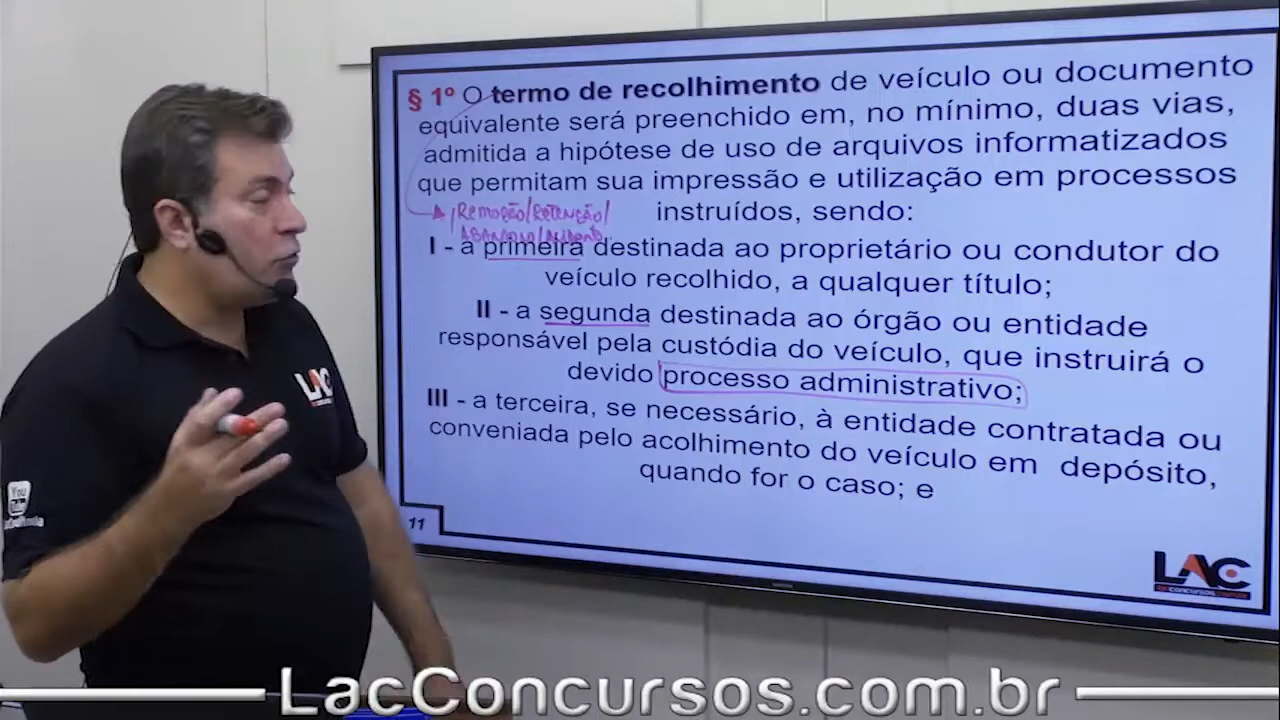 § 1º O termo de recolhimento de veículo ou documento
equivalente será preenchido em, no mínimo, duas vias,
admitida a hipótese de uso de arquivos informatizados
que permitam sua impressão e utilização em processos
instruídos, sendo:
REMOÇÃO/RETENÇÃO/
I - a primeira destinada ao proprietário ou condutor do
veículo recolhido, a qualquer título;
II - a segunda destinada ao órgão ou entidade
responsável pela custódia do veículo, que instruirá o
devido processo administrativo;
III - a terceira, se necessário, à entidade contratada ou
conveniada pelo acolhimento do veículo em depósito,
quando for o caso; e
11
LAC
LAC
You
Tube
LacConcursos.com.br